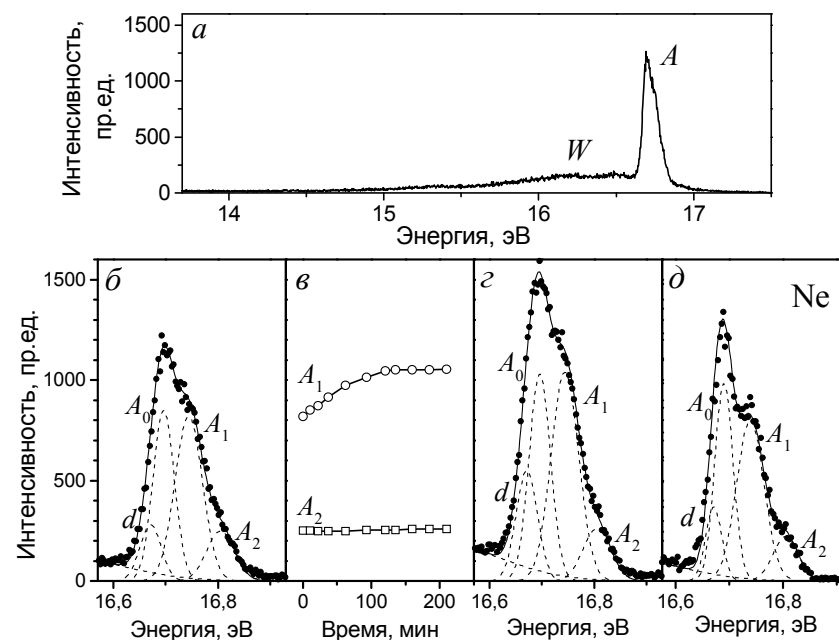 а
A
W
Интенсивность,
пр.ед.
1500
1000
500
0
14
15
16
17
Энергия, эВ
б
в
г
д
Ne
Интенсивность, пр.ед.
1500
1000
500
0
A0
A1
d
A2
A1
A2
A0
A1
d
A2
A0
A1
d
A2
16,6
16,8
0
100
200
16,6
16,8
16,6
16,8
Энергия, эВ
Время, мин
Энергия, эВ
Энергия, эВ